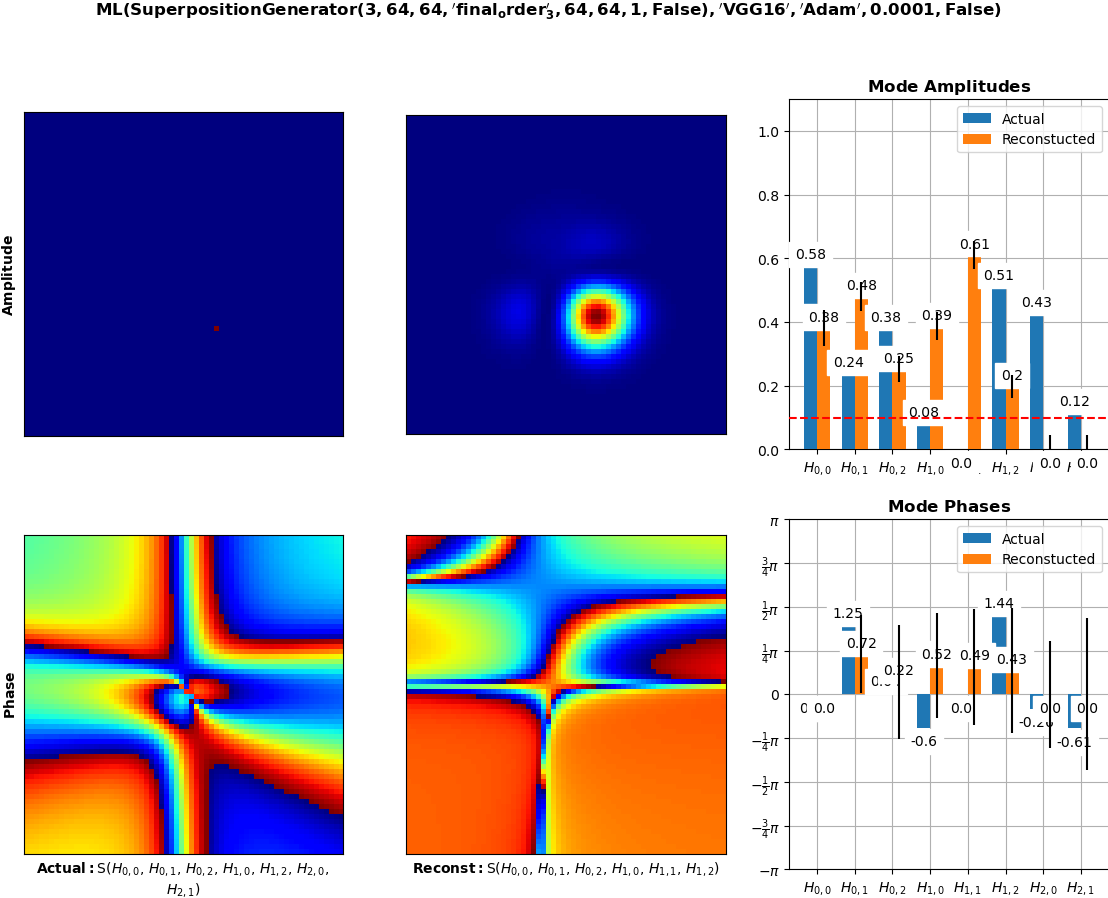 ML(SuperpositionGenerator(3, 64, 64, ′final_order′_3, 64, 64, 1, False), ′VGG16′, ′Adam′, 0.0001, False)
Amplitude
Mode Amplitudes
Actual
Reconstucted
1.0
0.8
0.6
0.4
0.2
0.0
0.58
0.38
0.24
0.48
0.38
0.25
0.08
0.39
0.0
0.61
0.51
0.2
0.43
0.0
0.12
0.0
H0,0 H0,1 H0,2 H1,0 H1,2
Phase
Mode Phases
Actual
Reconstucted
π
3/4π
1/2π
1/4π
0
−1/4π
−1/2π
−3/4π
−π
0.0
1.25
0.72
0.22
-0.6
0.52
0.0
0.49
1.44
0.43
0.0
-0.61
0.0
H0,0 H0,1 H0,2 H1,0 H1,1 H1,2 H2,0 H2,1
Actual: S(H0,0, H0,1, H0,2, H1,0, H1,2, H2,0,
H2,1)
Reconst: S(H0,0, H0,1, H0,2, H1,0, H1,1, H1,2)